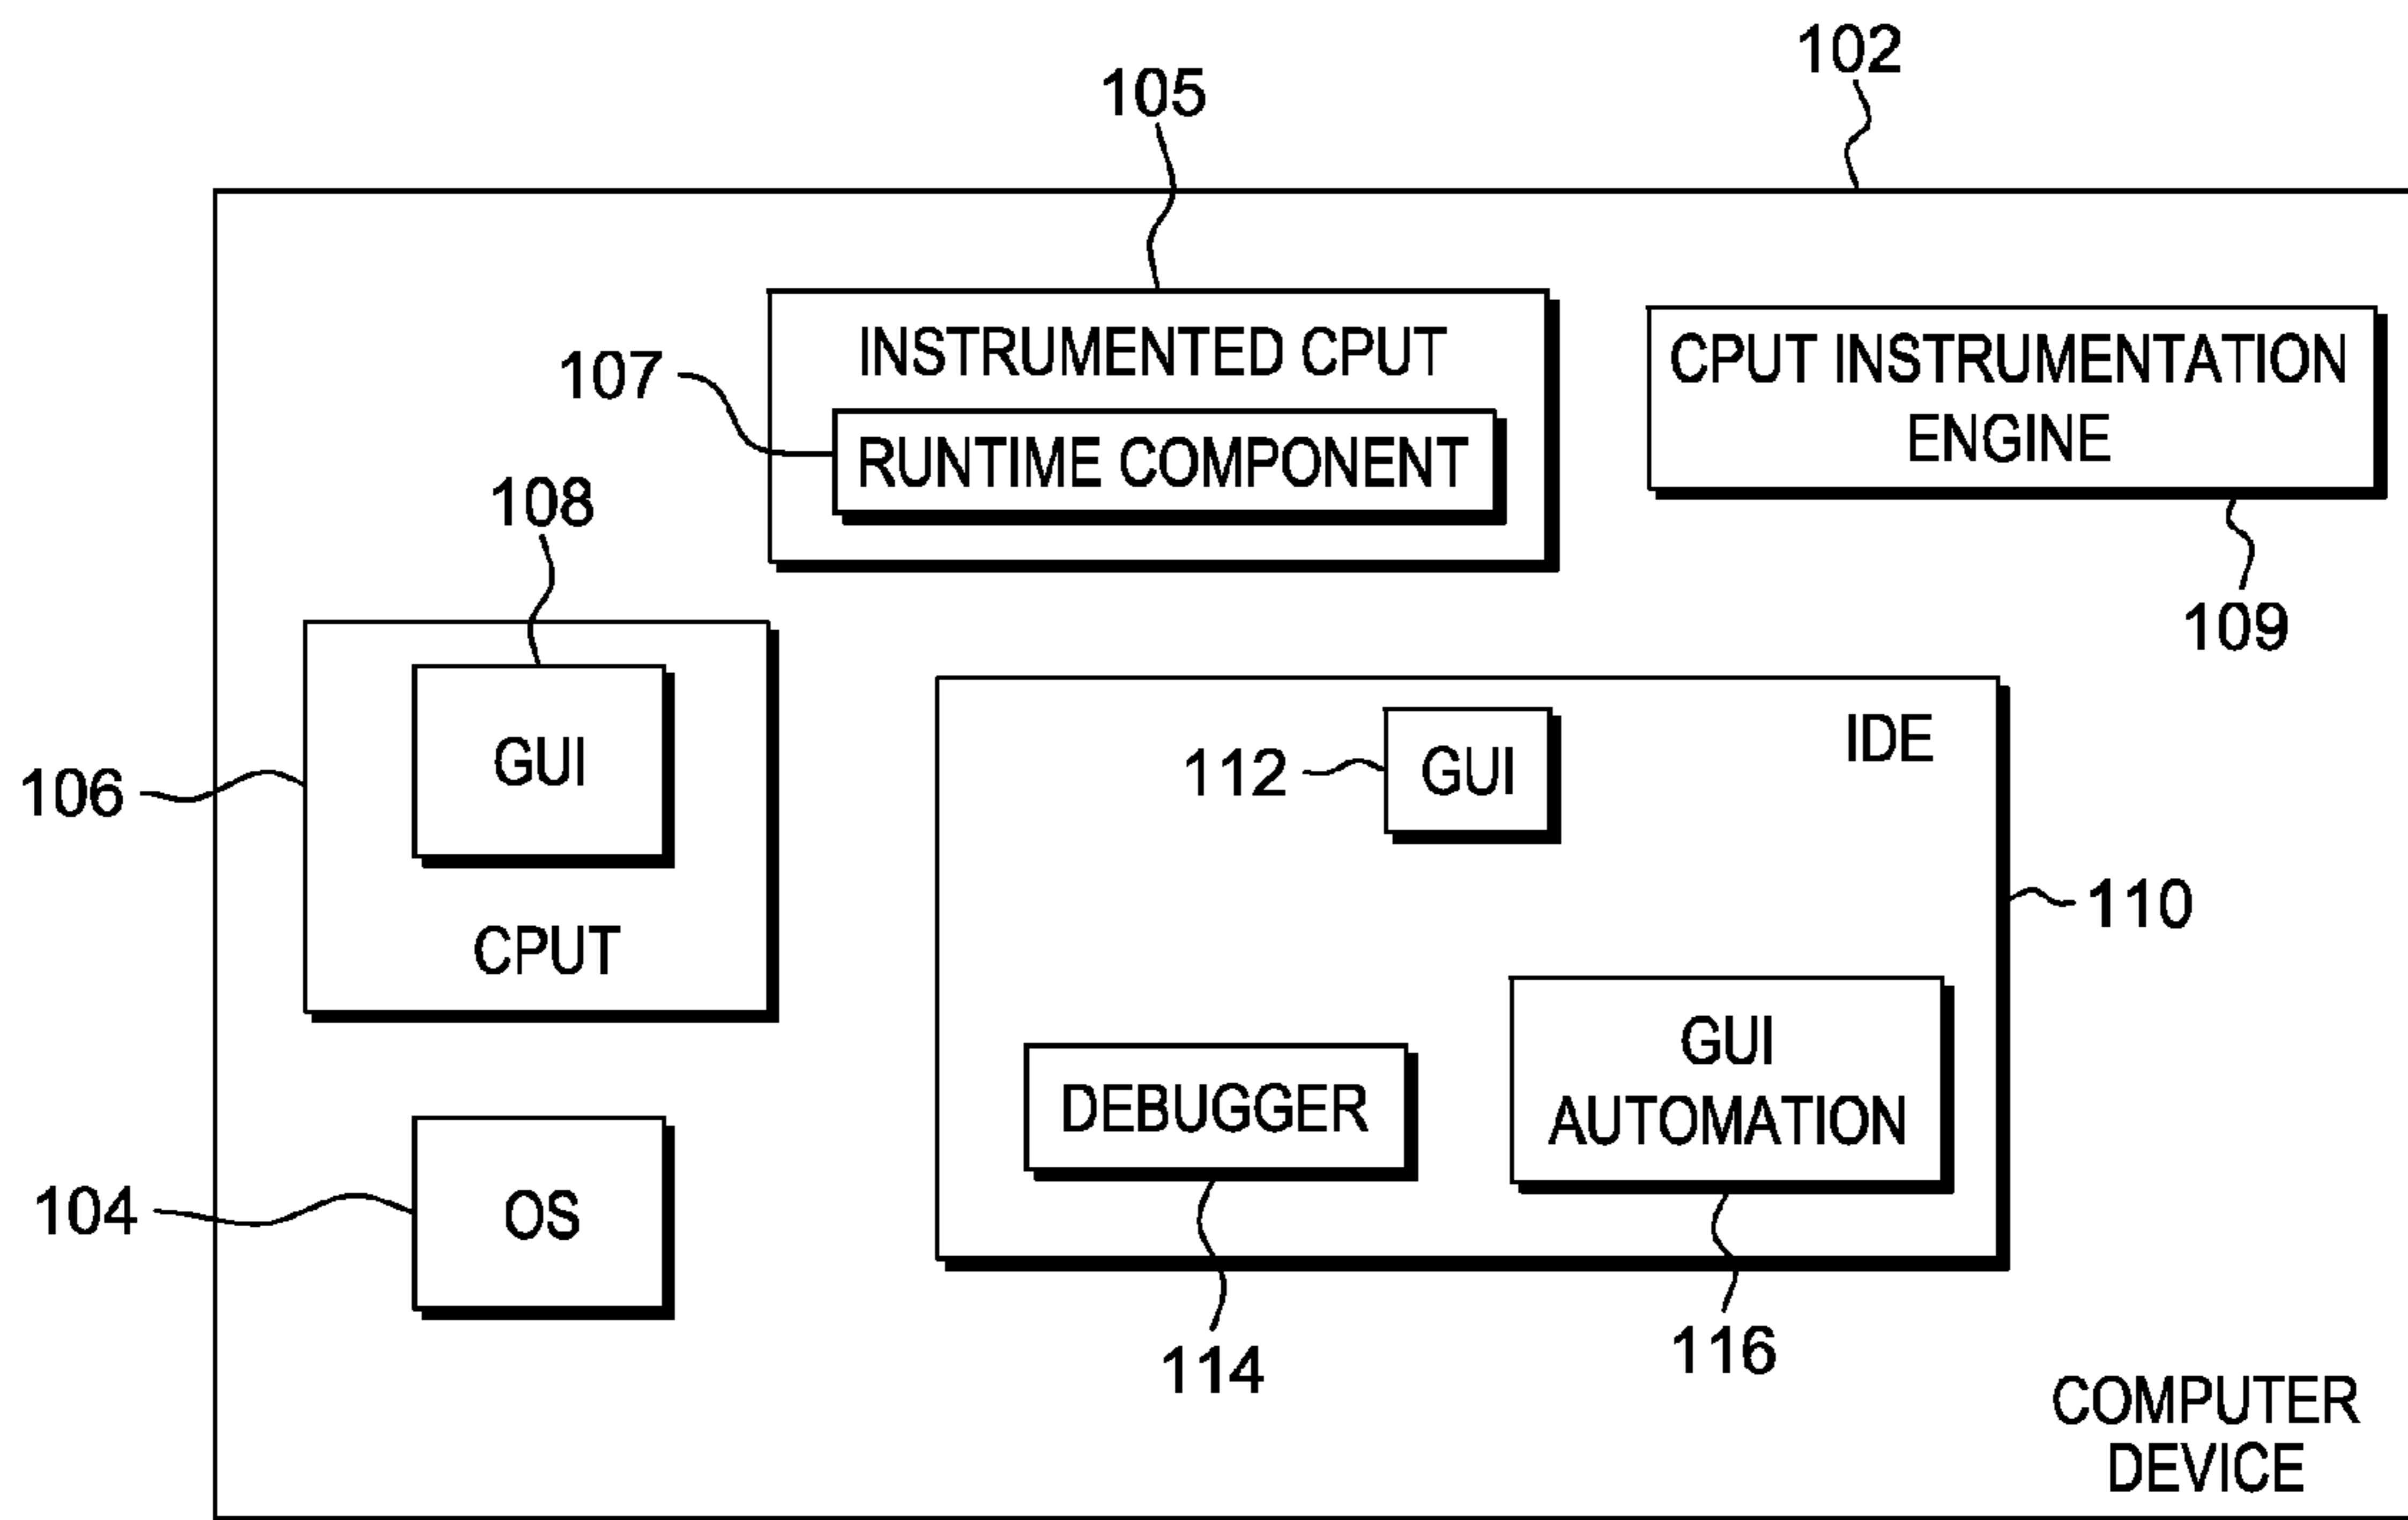 102
105
INSTRUMENTED CPUT
107
RUNTIME COMPONENT
CPUT INSTRUMENTATION
ENGINE
109
108
GUI
106
CPUT
IDE
112
GUI
110
DEBUGGER
GUI
AUTOMATION
104
OS
114
116
COMPUTER
DEVICE